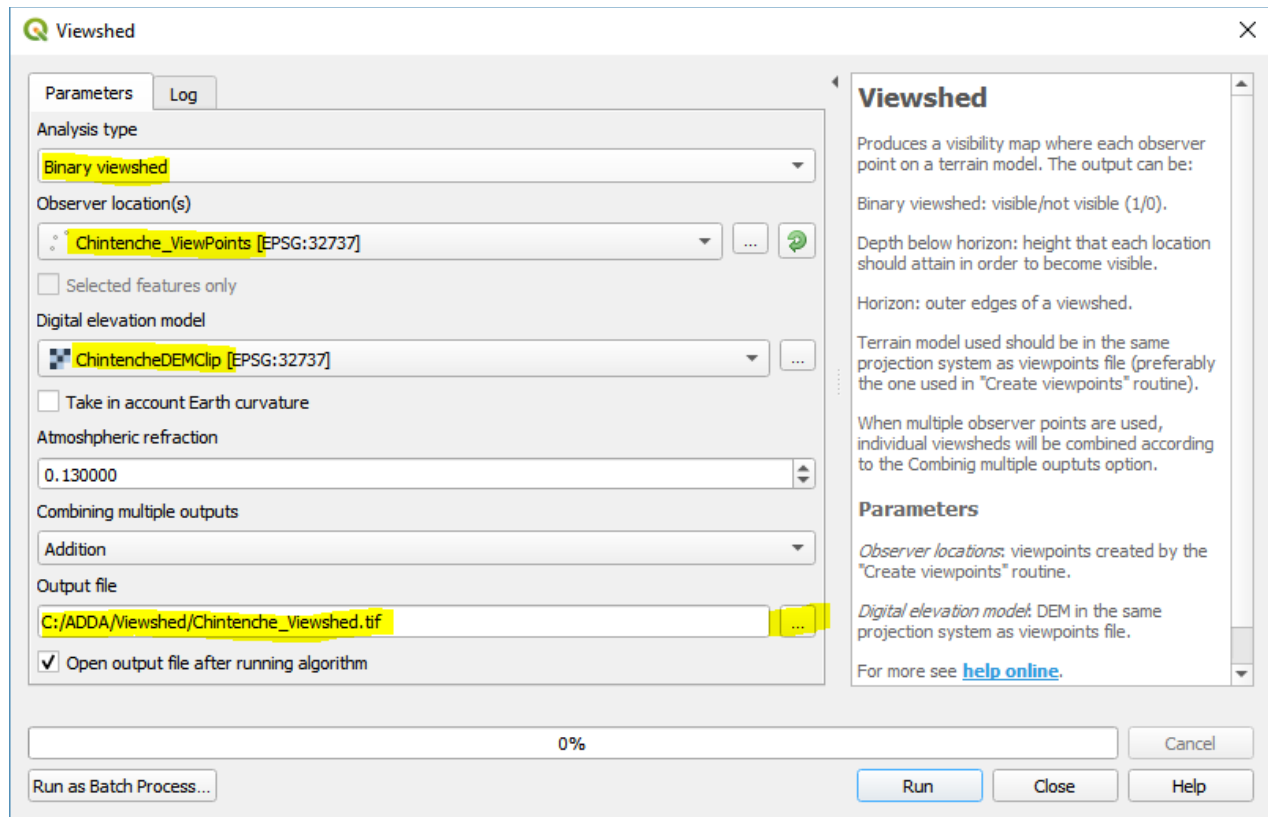 Viewshed
Parameters
Log
Analysis type
Binary viewshed
Observer location(s)
Chintenche_ViewPoints [EPSG:32737]
...
Selected features only
Digital elevation model
ChintencheDEMClip [EPSG:32737]
...
Take in account Earth curvature
Atmoshpheric refraction
0.130000
Combining multiple outputs
Addition
Output file
C:/ADDA/Viewshed/Chintenche_Viewshed.tif
...
Open output file after running algorithm
Viewshed
Produces a visibility map where each observer
point on a terrain model. The output can be:
Binary viewshed: visible/not visible (1/0).
Depth below horizon: height that each location
should attain in order to become visible.
Horizon: outer edges of a viewshed.
Terrain model used should be in the same
projection system as viewpoints file (preferably
the one used in "Create viewpoints" routine).
When multiple observer points are used,
individual viewsheds will be combined according
to the Combinig multiple ouptuts option.
Parameters
Observer locations: viewpoints created by the
"Create viewpoints" routine.
Digital elevation model: DEM in the same
projection system as viewpoints file.
For more see help online.
0%
Cancel
Run as Batch Process...
Run
Close
Help